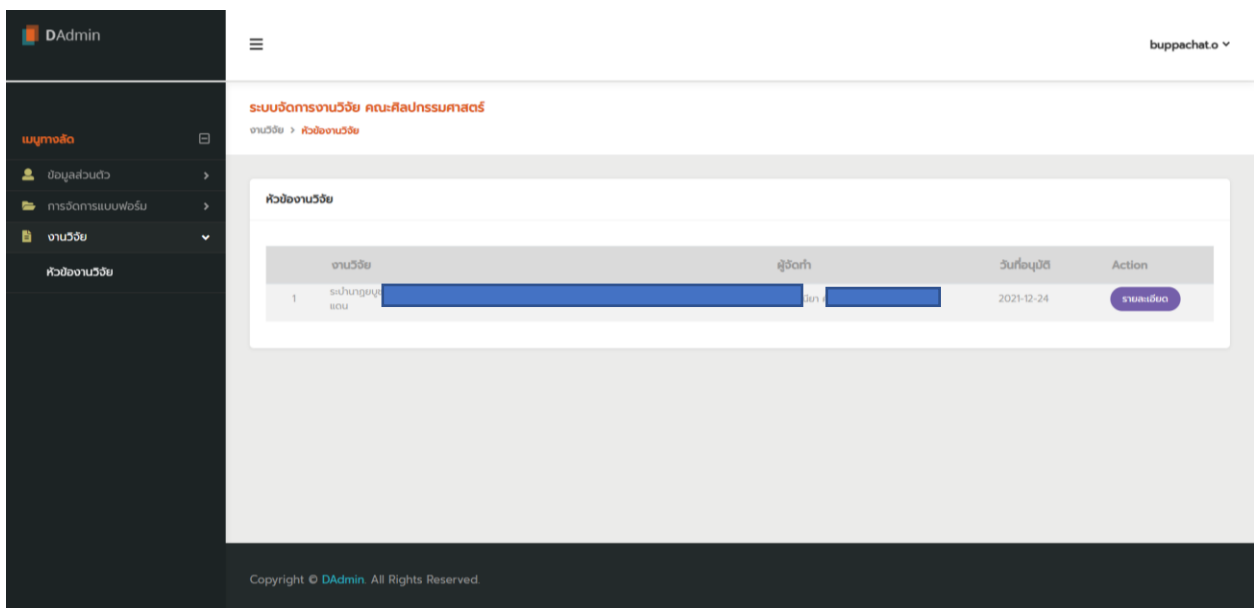 DAdmin
buppachat.o
ระบบจัดการงานวิจัย คณะศิลปกรรมศาสตร์
งานวิจัย > หัวข้องานวิจัย
เมนูทางลัด
ข้อมูลส่วนตัว
การจัดการแบบฟอร์ม
งานวิจัย
หัวข้องานวิจัย
หัวข้องานวิจัย
งานวิจัย ผู้จัดทำ วันที่อนุมัติ Action
1 2021-12-24 รายละเอียด
แดน
Copyright © DAdmin. All Rights Reserved.